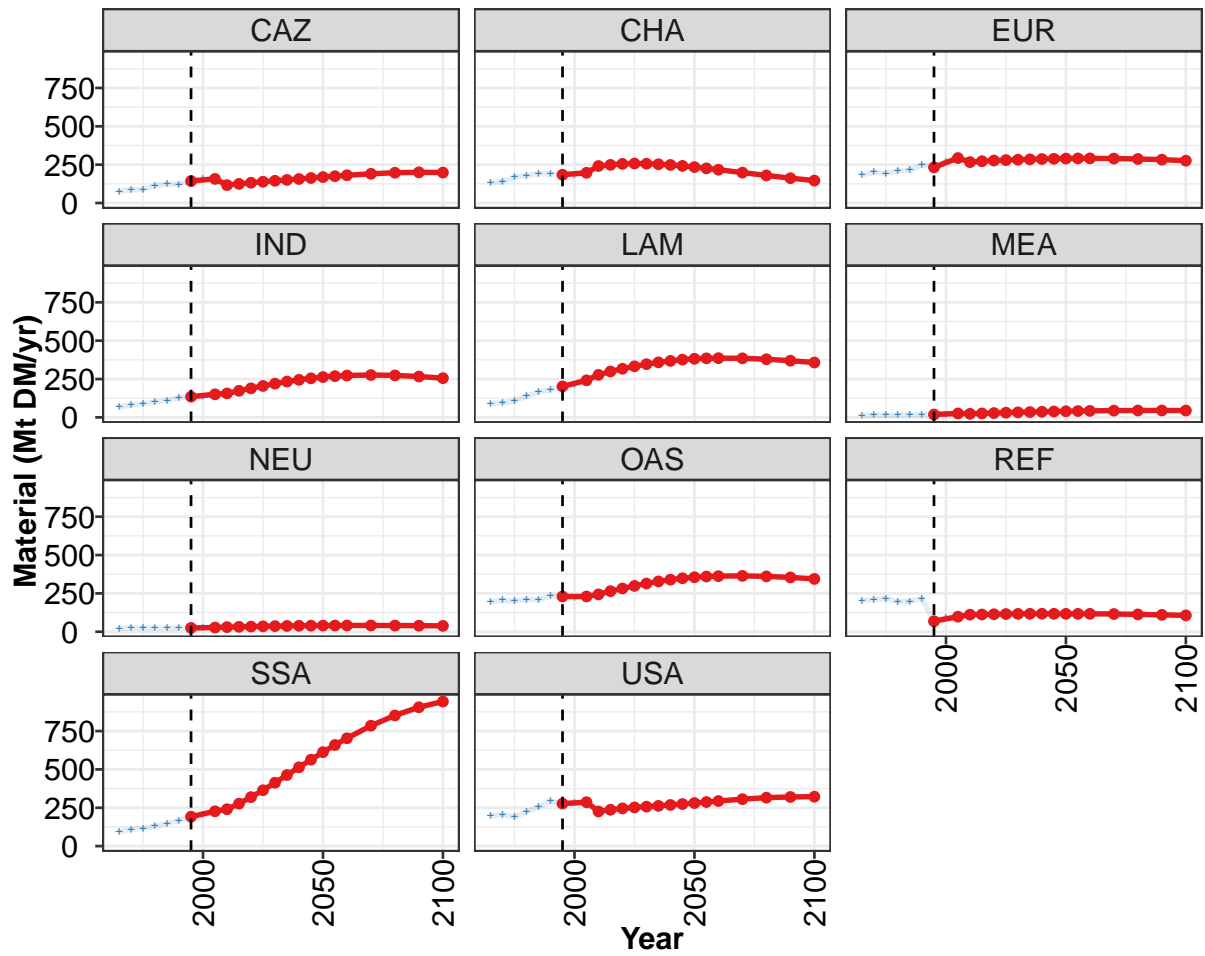 CAZ CHA EUR
750
500
250
0
IND LAM MEA
750
500
250
0
NEU OAS REF
750
500
250
0
2000 2050 2100
SSA USA
750
500
250
0
2000 2050 2100 2000 2050 2100
Year
Material (Mt DM/yr)